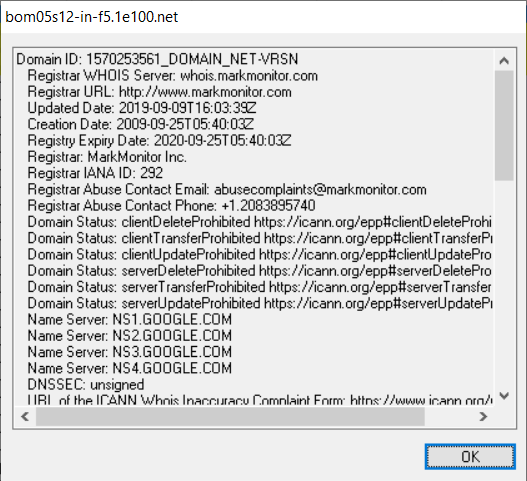 bom05s12-in-f5.1e100.net
Domain ID: 1570253561_DOMAIN_NET-VRSN
Registrar WHOIS Server: whois.markmonitor.com
Registrar URL: http://www.markmonitor.com
Updated Date: 2019-09-09T16:03:39Z
Creation Date: 2009-09-25T05:40:03Z
Registry Expiry Date: 2020-09-25T05:40:03Z
Registrar: MarkMonitor Inc.
Registrar IANA ID: 292
Registrar Abuse Contact Email: abusecomplaints@markmonitor.com
Registrar Abuse Contact Phone: +1.2083895740
Domain Status: clientDeleteProhibited https://icann.org/epp#clientDeleteProhi
Domain Status: clientTransferProhibited https://icann.org/epp#clientTransferP
Domain Status: clientUpdateProhibited https://icann.org/epp#clientUpdateProh
Domain Status: serverDeleteProhibited https://icann.org/epp#serverDeletePro
Domain Status: serverTransferProhibited https://icann.org/epp#serverTransfer
Domain Status: serverUpdateProhibited https://icann.org/epp#serverUpdateP
Name Server: NS1.GOOGLE.COM
Name Server: NS2.GOOGLE.COM
Name Server: NS3.GOOGLE.COM
Name Server: NS4.GOOGLE.COM
DNSSEC: unsigned
URL of the ICANN Whois Inaccuracy Complaint Form: https://www.icann.org/
OK